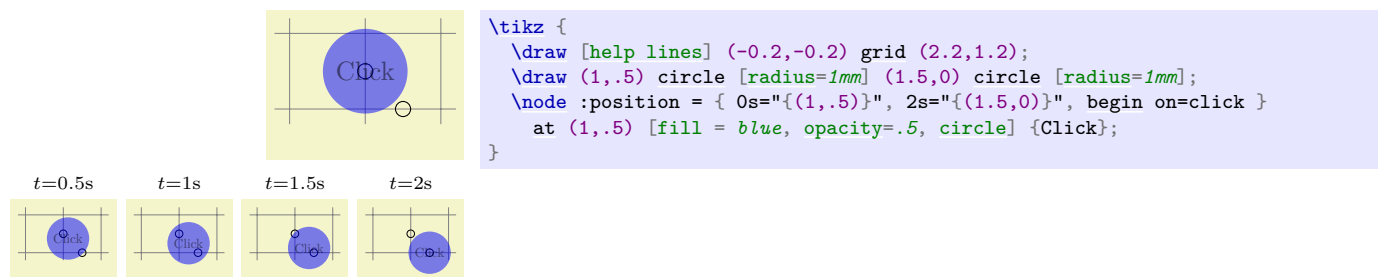 Click
\tikz {
\draw [help lines] (-0.2,-0.2) grid (2.2,1.2);
\draw (1,.5) circle [radius=1mm] (1.5,0) circle [radius=1mm];
\node :position = { 0s="{(1,.5)}", 2s="{(1.5,0)}", begin on=click }
at (1,.5) [fill = blue, opacity=.5, circle] {Click};
}
t=0.5s t=1s t=1.5s t=2s
Click Click Click Click